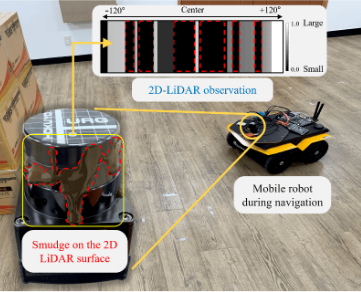 -120°
Center
+120°
1.0
Large
0.0
Small
2D-LiDAR observation
URG
Mobile robot
during navigation
Smudge on the 2D
LiDAR surface